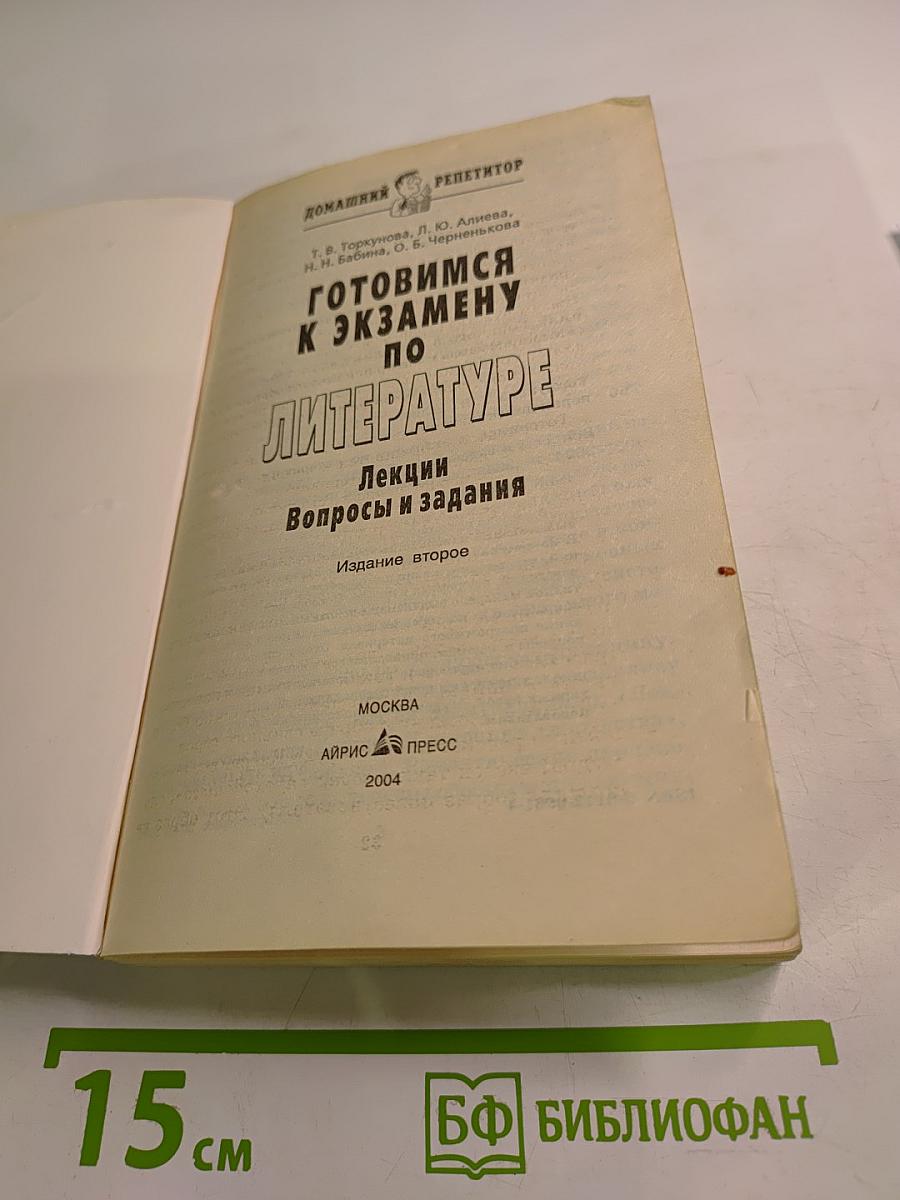 ДОМАШНИЙ РЕПЕТИТОР
Т. В. Торкунова, Л. Ю. Алиева,
Н. Н. Бабина, О. Б. Черненькова
ГОТОВИМСЯ
К ЭКЗАМЕНУ
ПО
ЛИТЕРАТУРЕ
Лекции
Вопросы и задания
Издание второе
МОСКВА
АЙРИС ПРЕСС
2004
15 см
БФ БИБЛИОФАН